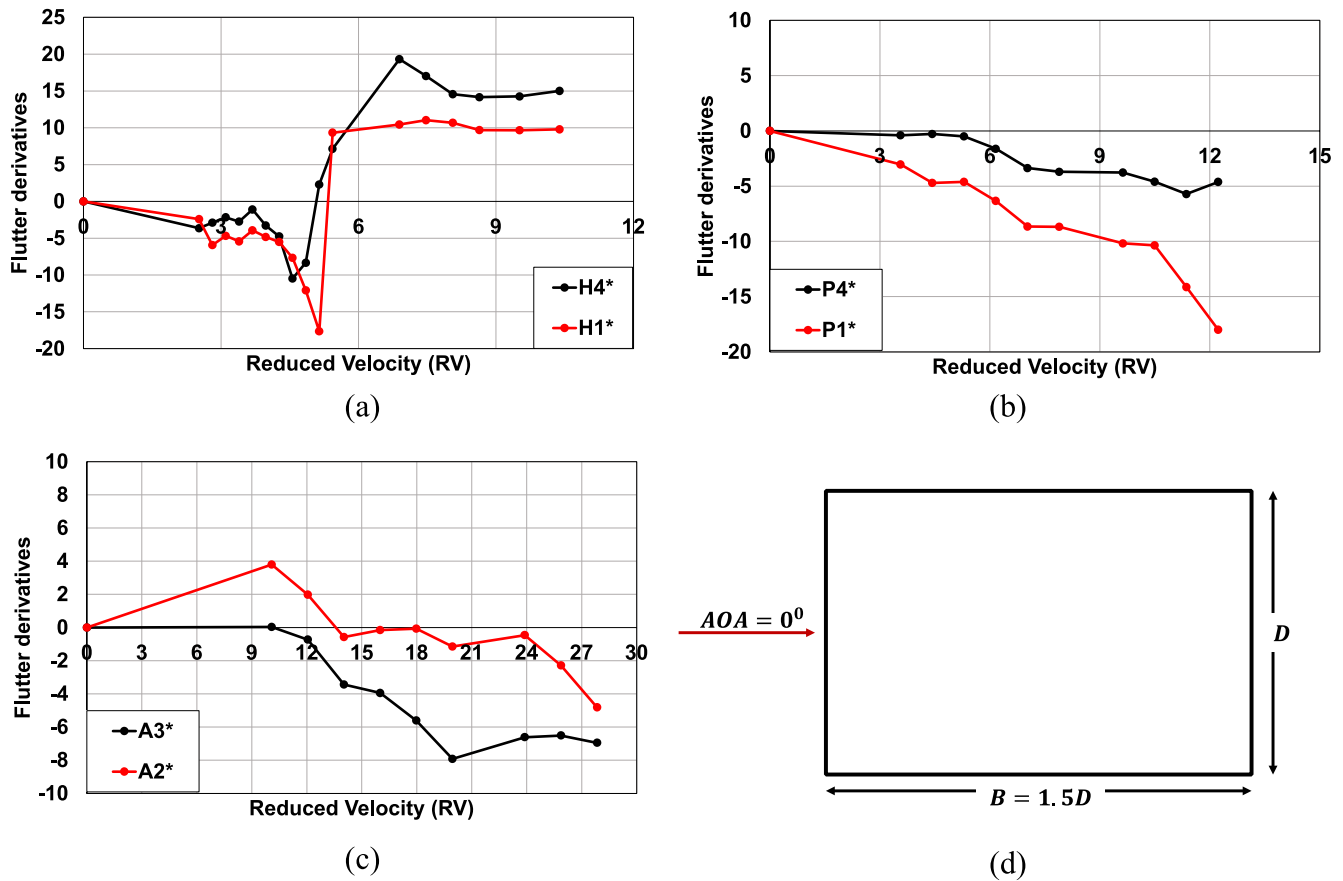 25
20
15
10
5
0
-5
-10
-15
-20
0
3
6
9
12
Flutter derivatives
H4*
H1*
Reduced Velocity (RV)
(a)
10
5
0
-5
-10
-15
-20
0
3
6
9
12
15
Flutter derivatives
P4*
P1*
Reduced Velocity (RV)
(b)
10
8
6
4
2
0
-2
-4
-6
-8
-10
0
3
6
9
12
15
18
21
24
27
30
Flutter derivatives
A3*
A2*
Reduced Velocity (RV)
(c)
AOA = 0⁰
D
B = 1.5D
(d)